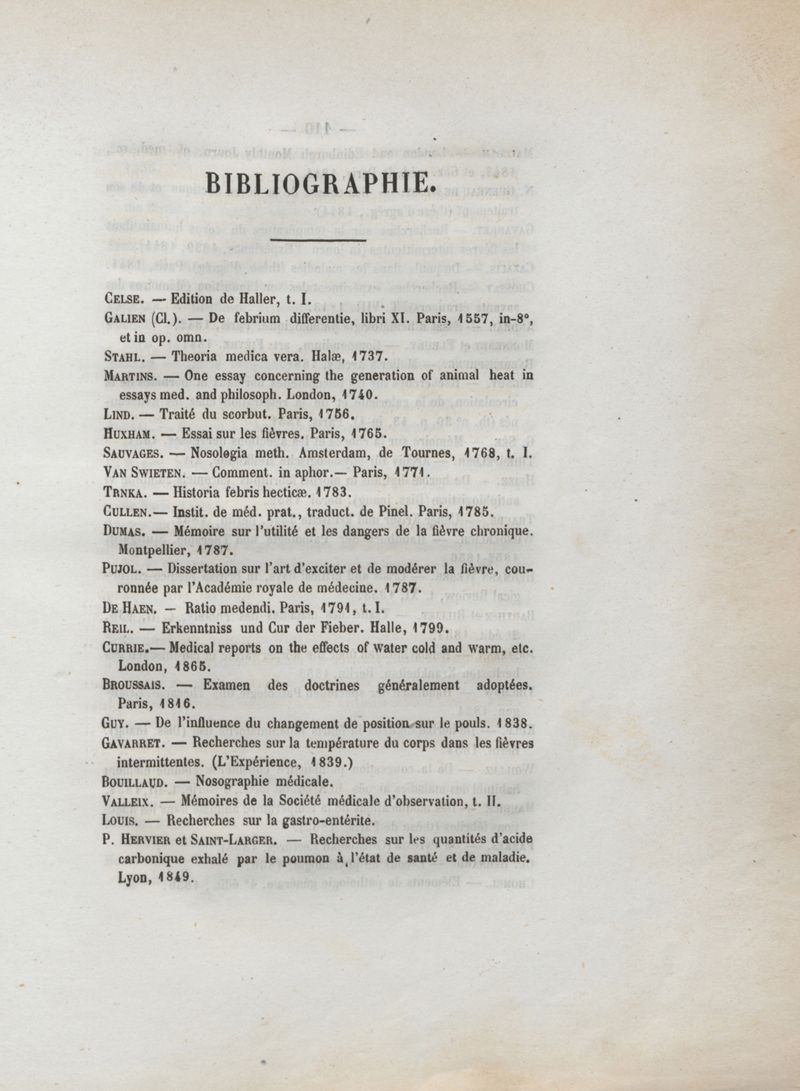 BIBLIOGRAPHIE.
CELSE. — Edition de Haller, t. I.
GALIEN (Cl.). — De febrium differentie, libri XI. Paris, 1557, in-8°,
et in op. omn.
STAHL. — Theoria medica vera. Halæ, 1737.
MARTINS. — One essay concerning the generation of animal heat in
essays med. and philosoph. London, 1740.
LIND. — Traité du scorbut. Paris, 1756.
HUXHAM. — Essai sur les fièvres. Paris, 1765.
SAUVAGES. — Nosologia meth. Amsterdam, de Tournes, 1768, t. I.
VAN SWIETEN. — Comment. in aphor.— Paris, 1771.
TRNKA. — Historia febris hecticæ. 1783.
CULLEN.— Instit. de méd. prat., traduct. de Pinel. Paris, 1785.
DUMAS. — Mémoire sur l'utilité et les dangers de la fièvre chronique.
Montpellier, 1787.
PUJOL. — Dissertation sur l'art d'exciter et de modérer la fièvre, cou-
ronnée par l'Académie royale de médecine. 1787.
DE HAEN. — Ratio medendi. Paris, 1791, t. I.
REIL. — Erkenntniss und Cur der Fieber. Halle, 1799.
CURRIE.— Medical reports on the effects of water cold and warm, etc.
London, 1865.
BROUSSAIS. — Examen des doctrines généralement adoptées.
Paris, 1816.
GUY. — De l'influence du changement de position sur le pouls. 1838.
GAVARRET. — Recherches sur la température du corps dans les fièvres
intermittentes. (L'Expérience, 1839.)
BOUILLAUD. — Nosographie médicale.
VALLEIX. — Mémoires de la Société médicale d'observation, t. II.
LOUIS. — Recherches sur la gastro-entérite.
P. HERVIER et SAINT-LARGER. — Recherches sur les quantités d'acide
carbonique exhalé par le poumon à l'état de santé et de maladie.
Lyon, 1849.